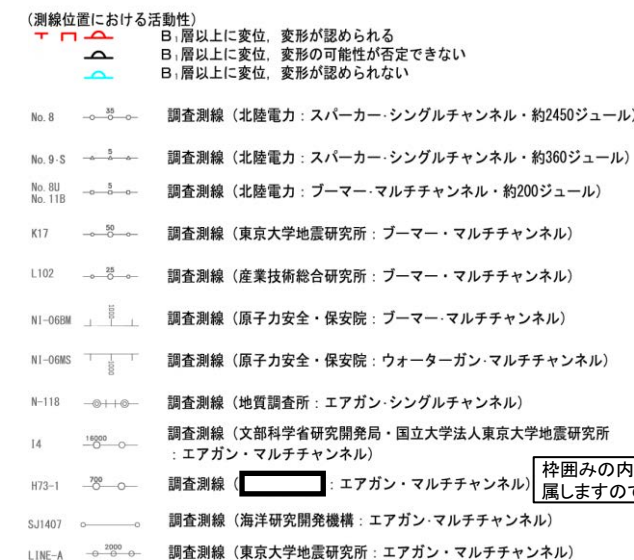 (測線位置における活動性)
B₁層以上に変位,変形が認められる
B₁層以上に変位,変形の可能性が否定できない
B₁層以上に変位,変形が認められない
No. 8 35 調査測線(北陸電力:スパーカー・シングルチャンネル・約2450ジュール)
No. 9・S 5 調査測線(北陸電力:スパーカー・シングルチャンネル・約360ジュール)
No. 8U
No. 11B 5 調査測線(北陸電力:ブーマー・マルチチャンネル・約200ジュール)
K17 50 調査測線(東京大学地震研究所:ブーマー・マルチチャンネル)
L102 25 調査測線(産業技術総合研究所:ブーマー・マルチチャンネル)
NI-06BM 1000 調査測線(原子力安全・保安院:ブーマー・マルチチャンネル)
NI-06MS 1000 調査測線(原子力安全・保安院:ウォーターガン・マルチチャンネル)
N-118 調査測線(地質調査所:エアガン・シングルチャンネル)
I4 16000 調査測線(文部科学省研究開発局・国立大学法人東京大学地震研究所
:エアガン・マルチチャンネル)
H73-1 700 調査測線( :エアガン・マルチチャンネル)
枠囲みの内
属しますので
SJ1407 調査測線(海洋研究開発機構:エアガン・マルチチャンネル)
LINE-A 2000 調査測線(東京大学地震研究所:エアガン・マルチチャンネル)